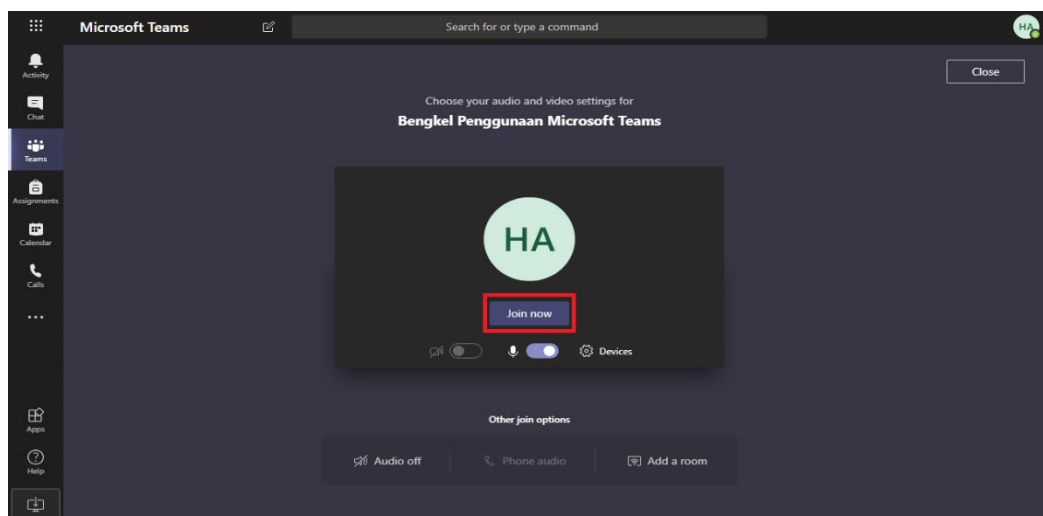 Microsoft Teams
Search for or type a command
HA
Activity
Chat
Teams
Assignments
Calendar
Calls
Apps
Help
Close
Choose your audio and video settings for
Bengkel Penggunaan Microsoft Teams
HA
Join now
Devices
Other join options
Audio off
Phone audio
Add a room